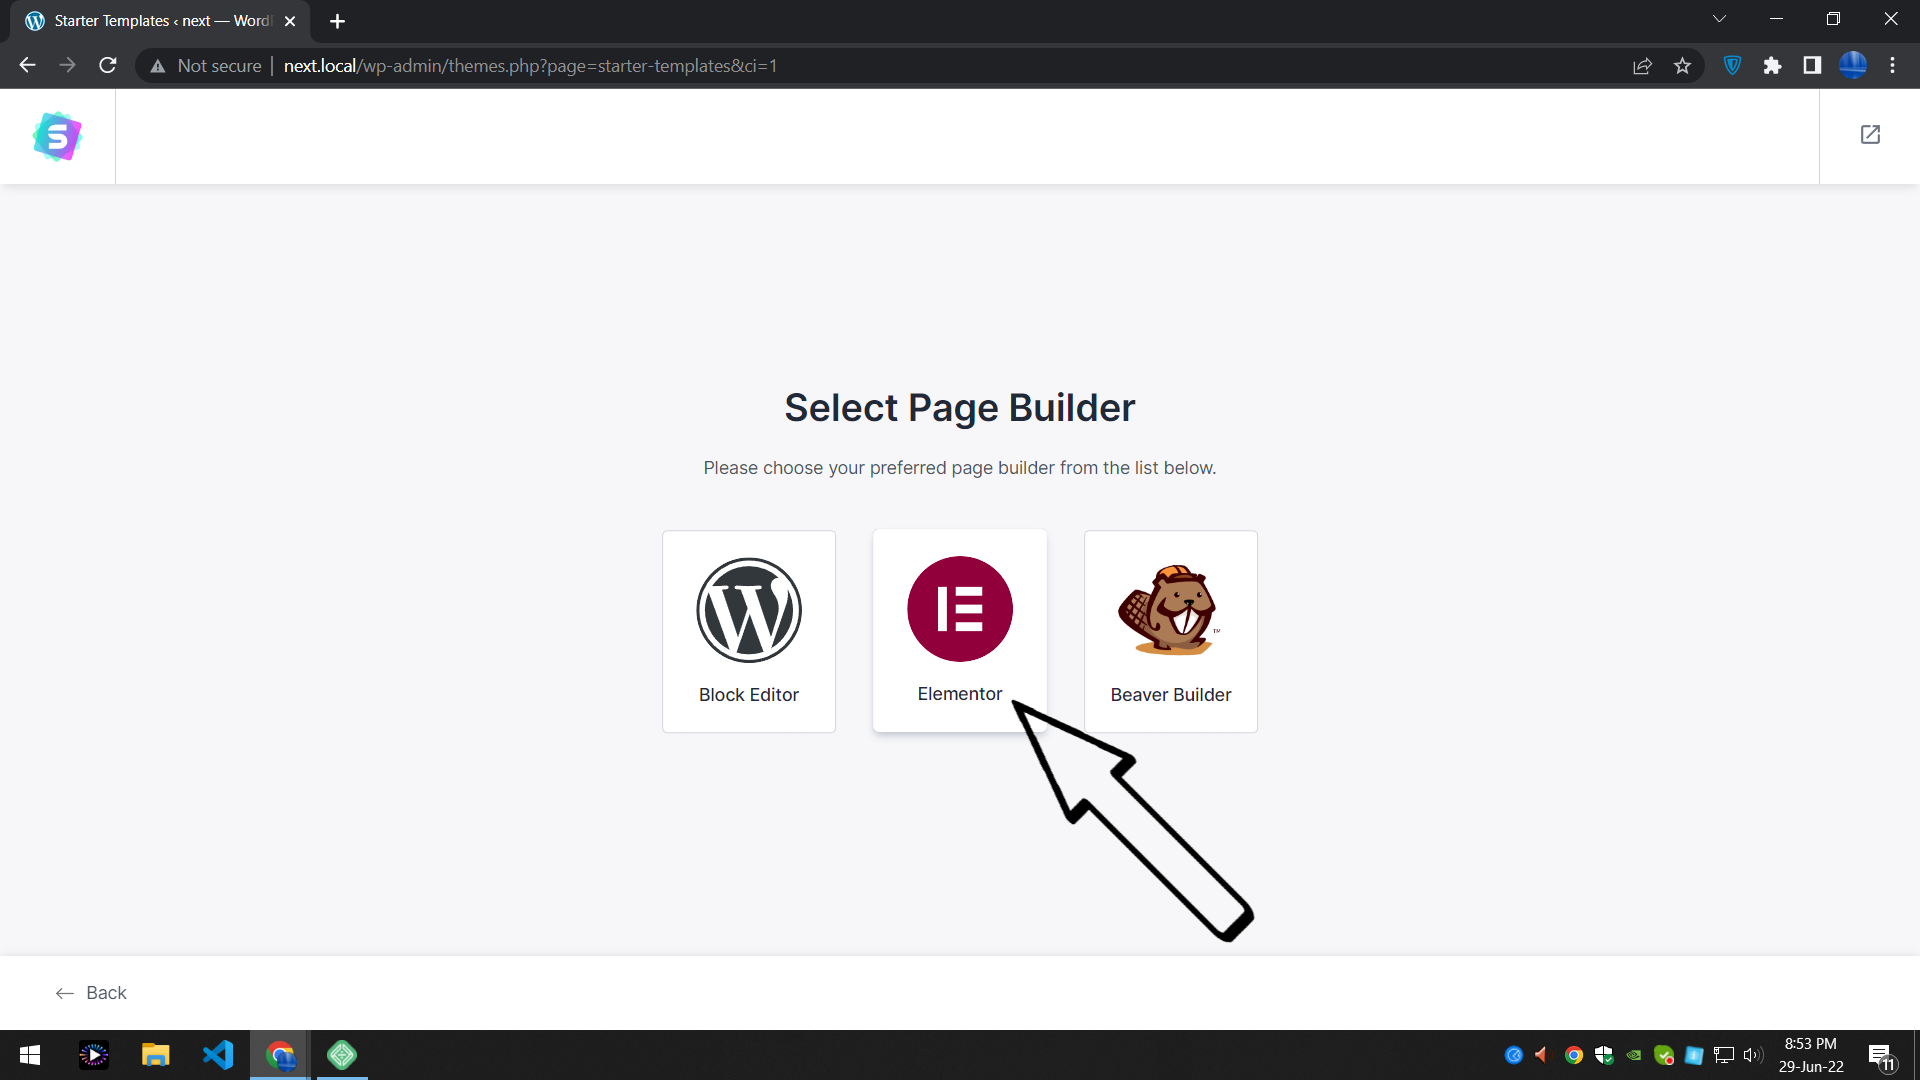 Starter Templates ‹ next — Word
Not secure
next.local/wp-admin/themes.php?page=starter-templates&ci=1
S
Select Page Builder
Please choose your preferred page builder from the list below.
Block Editor
Elementor
Beaver Builder
TM
Back
8:53 PM
29-Jun-22
11